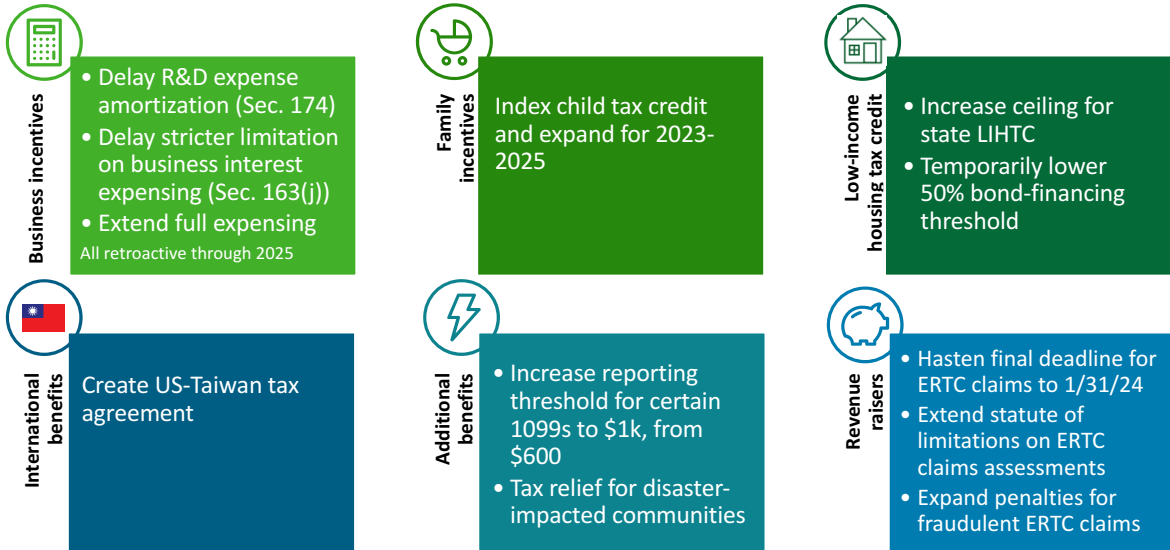 Business incentives
• Delay R&D expense
amortization (Sec. 174)
• Delay stricter limitation
on business interest
expensing (Sec. 163(j))
• Extend full expensing
All retroactive through 2025
Family
incentives
Index child tax credit
and expand for 2023-
2025
Low-income
housing tax credit
• Increase ceiling for
state LIHTC
• Temporarily lower
50% bond-financing
threshold
International
benefits
Create US-Taiwan tax
agreement
Additional
benefits
• Increase reporting
threshold for certain
1099s to $1k, from
$600
• Tax relief for disaster-
impacted communities
Revenue
raisers
• Hasten final deadline for
ERTC claims to 1/31/24
• Extend statute of
limitations on ERTC
claims assessments
• Expand penalties for
fraudulent ERTC claims